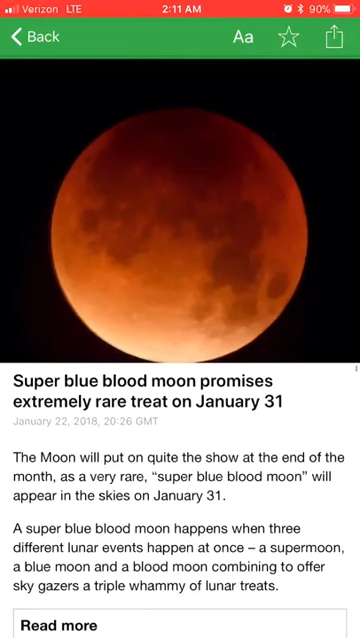 Verizon LTE 2:11 AM 90%
Back Aa
Super blue blood moon promises
extremely rare treat on January 31
January 22, 2018, 20:26 GMT
The Moon will put on quite the show at the end of the
month, as a very rare, “super blue blood moon” will
appear in the skies on January 31.
A super blue blood moon happens when three
different lunar events happen at once – a supermoon,
a blue moon and a blood moon combining to offer
sky gazers a triple whammy of lunar treats.
Read more